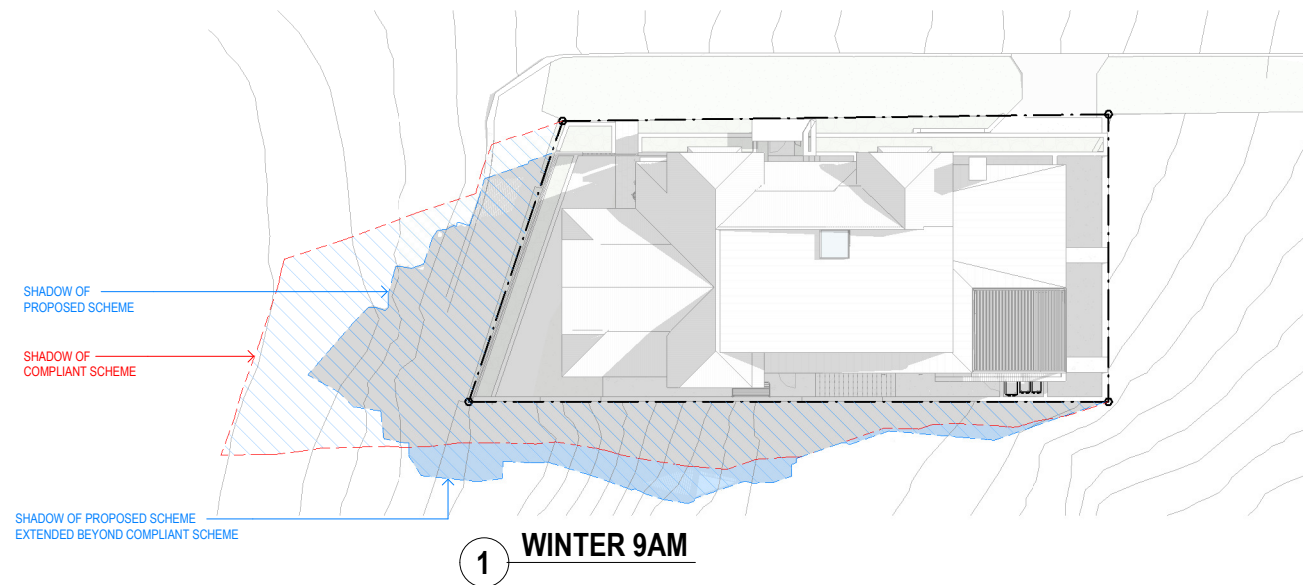 SHADOW OF
PROPOSED SCHEME
SHADOW OF
COMPLIANT SCHEME
SHADOW OF PROPOSED SCHEME
EXTENDED BEYOND COMPLIANT SCHEME
1 WINTER 9AM